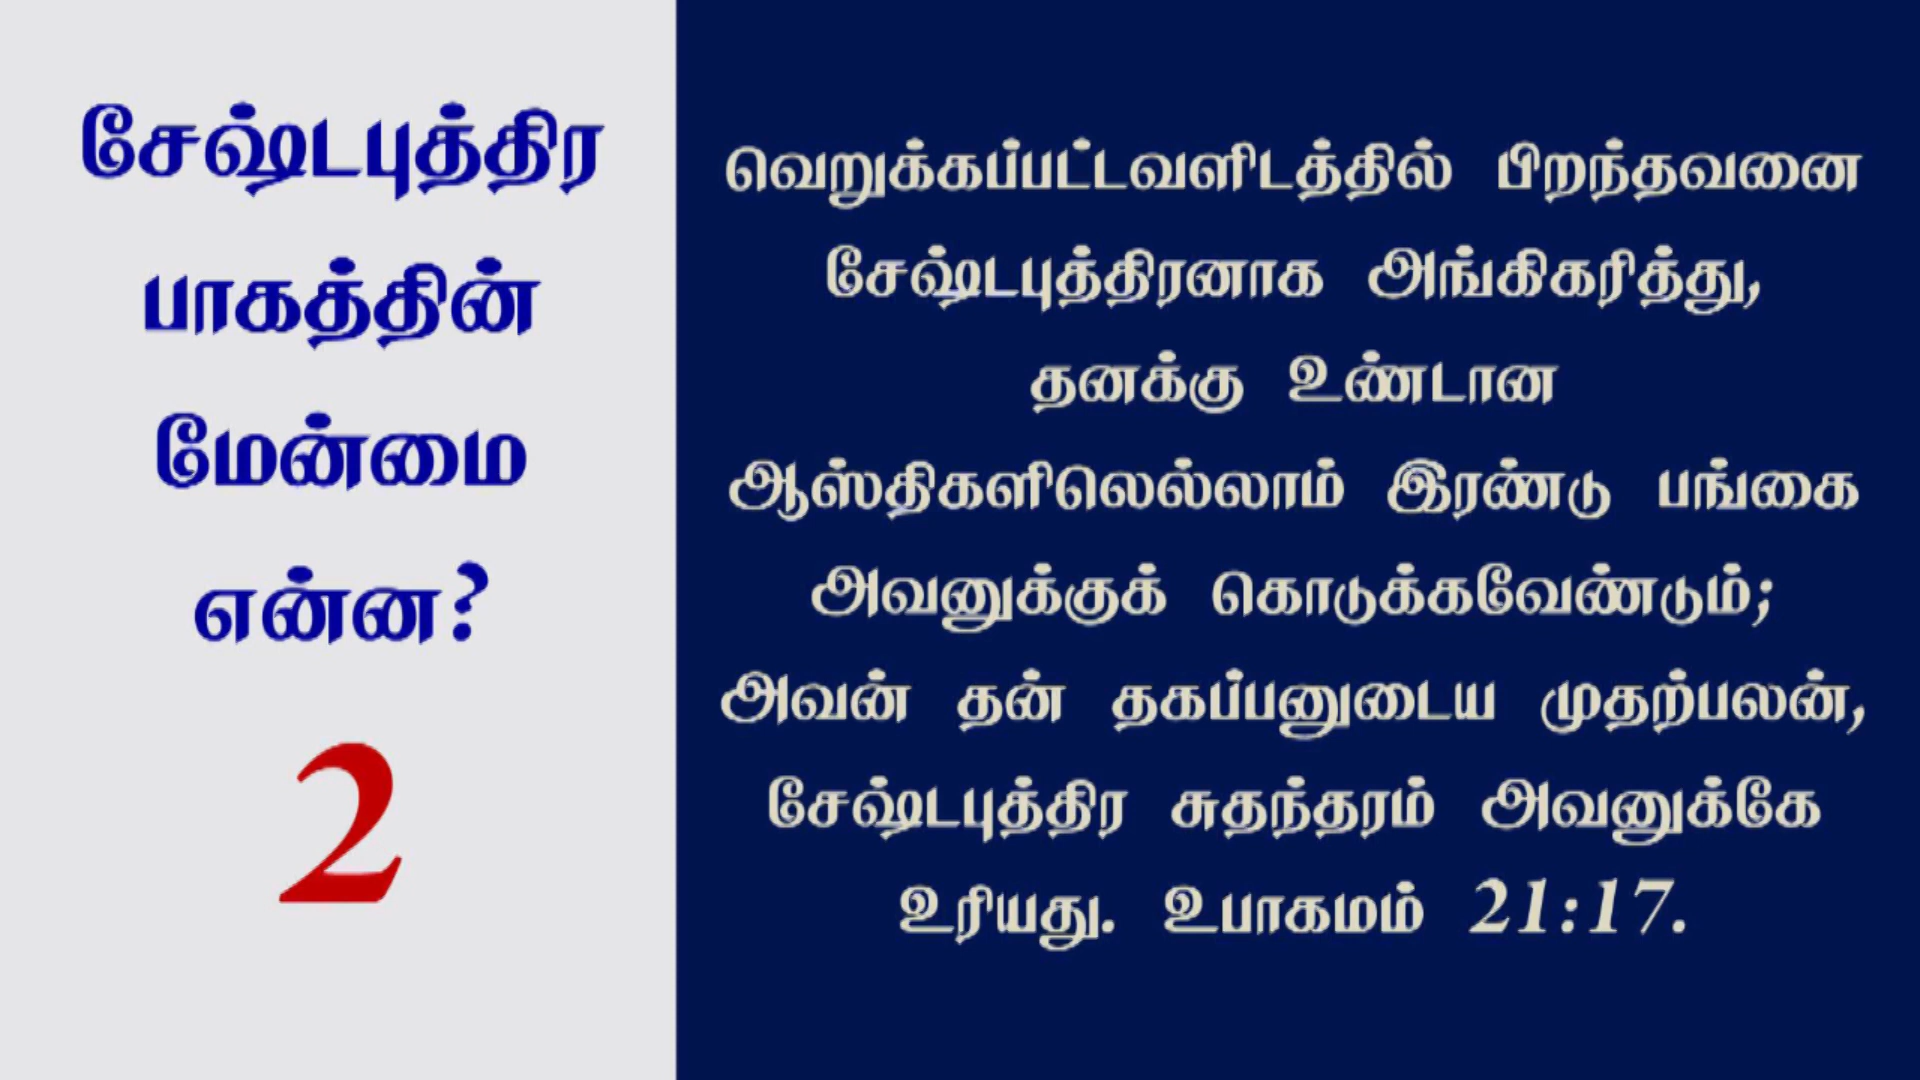 சேஷ்டபுத்திர
பாகத்தின்
மேன்மை
என்ன?
2
வெறுக்கப்பட்டவளிடத்தில் பிறந்தவனை
சேஷ்டபுத்திரனாக அங்கிகரித்து,
தனக்கு உண்டான
ஆஸ்திகளிலெல்லாம் இரண்டு பங்கை
அவனுக்குக் கொடுக்கவேண்டும்;
அவன் தன் தகப்பனுடைய முதற்பலன்,
சேஷ்டபுத்திர சுதந்தரம் அவனுக்கே
உரியது. உபாகமம் 21:17.